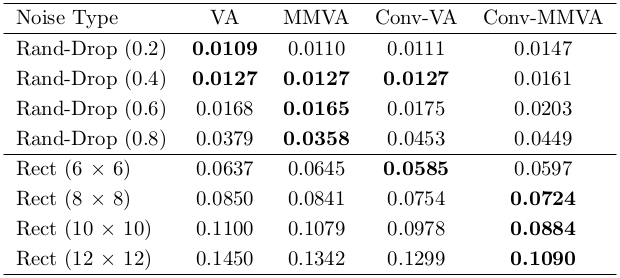 Noise Type VA MMVA Conv-VA Conv-MMVA
Rand-Drop (0.2) 0.0109 0.0110 0.0111 0.0147
Rand-Drop (0.4) 0.0127 0.0127 0.0127 0.0161
Rand-Drop (0.6) 0.0168 0.0165 0.0175 0.0203
Rand-Drop (0.8) 0.0379 0.0358 0.0453 0.0449
Rect (6 × 6) 0.0637 0.0645 0.0585 0.0597
Rect (8 × 8) 0.0850 0.0841 0.0754 0.0724
Rect (10 × 10) 0.1100 0.1079 0.0978 0.0884
Rect (12 × 12) 0.1450 0.1342 0.1299 0.1090